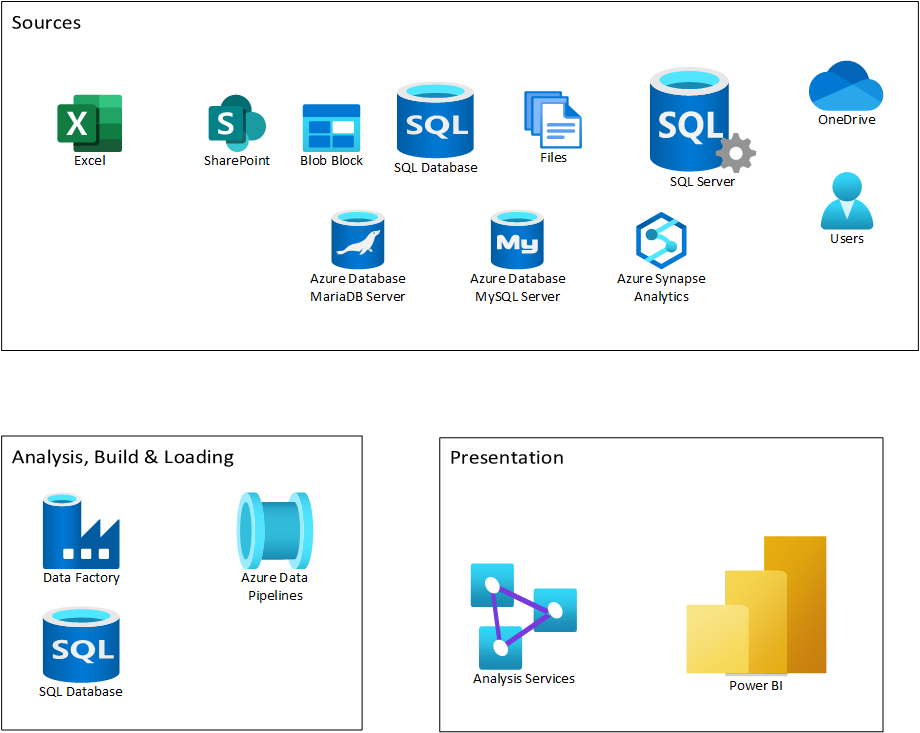 Sources
X
Excel
S
SharePoint
Blob Block
SQL
SQL Database
Files
SQL
SQL Server
OneDrive
Users
Azure Database
MariaDB Server
My
Azure Database
MySQL Server
Azure Synapse
Analytics
Analysis, Build & Loading
Data Factory
Azure Data
Pipelines
SQL
SQL Database
Presentation
Analysis Services
Power BI